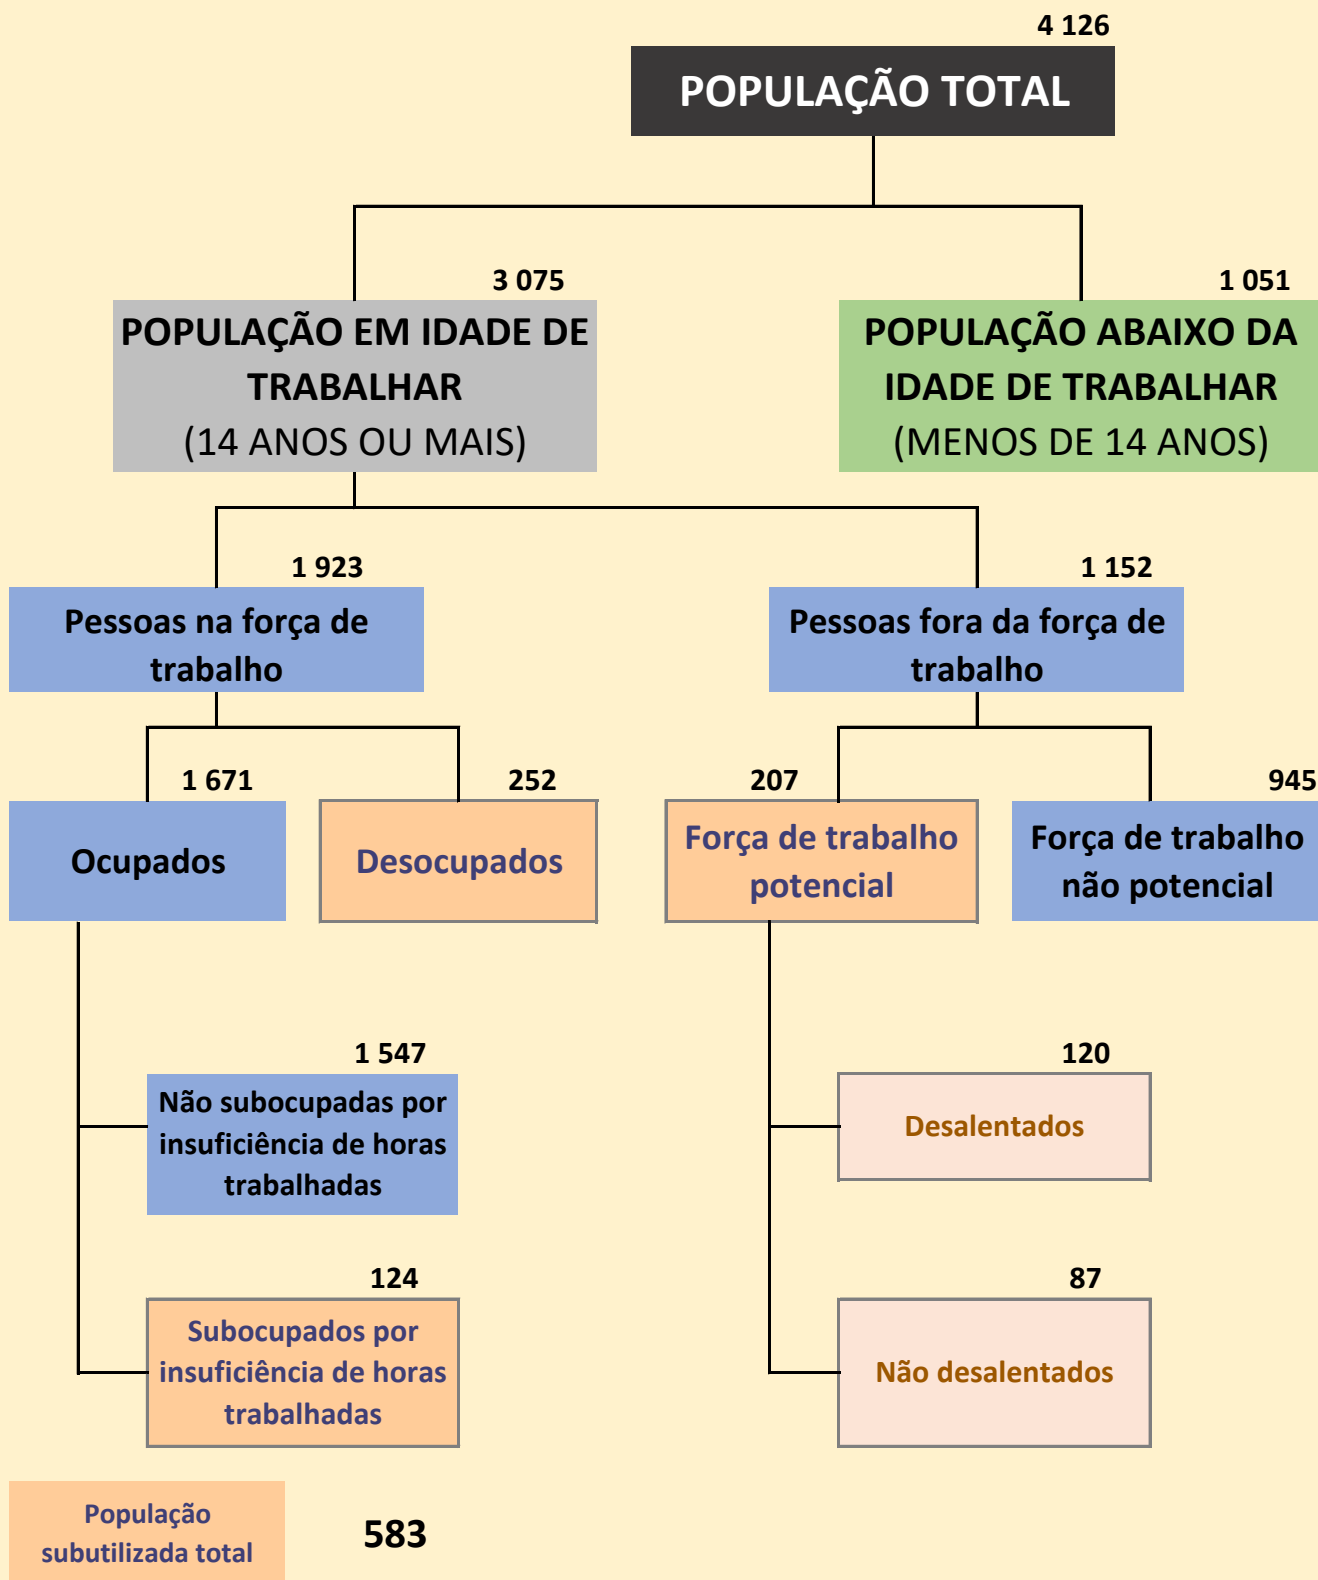 4 126
POPULAÇÃO TOTAL
3 075
POPULAÇÃO EM IDADE DE
TRABALHAR
(14 ANOS OU MAIS)
1 051
POPULAÇÃO ABAIXO DA
IDADE DE TRABALHAR
(MENOS DE 14 ANOS)
1 923
Pessoas na força de
trabalho
1 152
Pessoas fora da força de
trabalho
1 671
Ocupados
252
Desocupados
207
Força de trabalho
potencial
945
Força de trabalho
não potencial
1 547
Não subocupadas por
insuficiência de horas
trabalhadas
120
Desalentados
124
Subocupados por
insuficiência de horas
trabalhadas
87
Não desalentados
População
subutilizada total
583